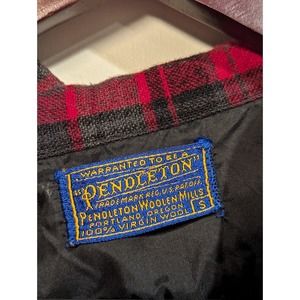 WARRANTED TO BE A
"PENDLETON"
TRADE MARK REG. U.S. PAT. OFF.
PENDLETON WOOLEN MILLS
PORTLAND, OREGON
100% VIRGIN WOOL
S